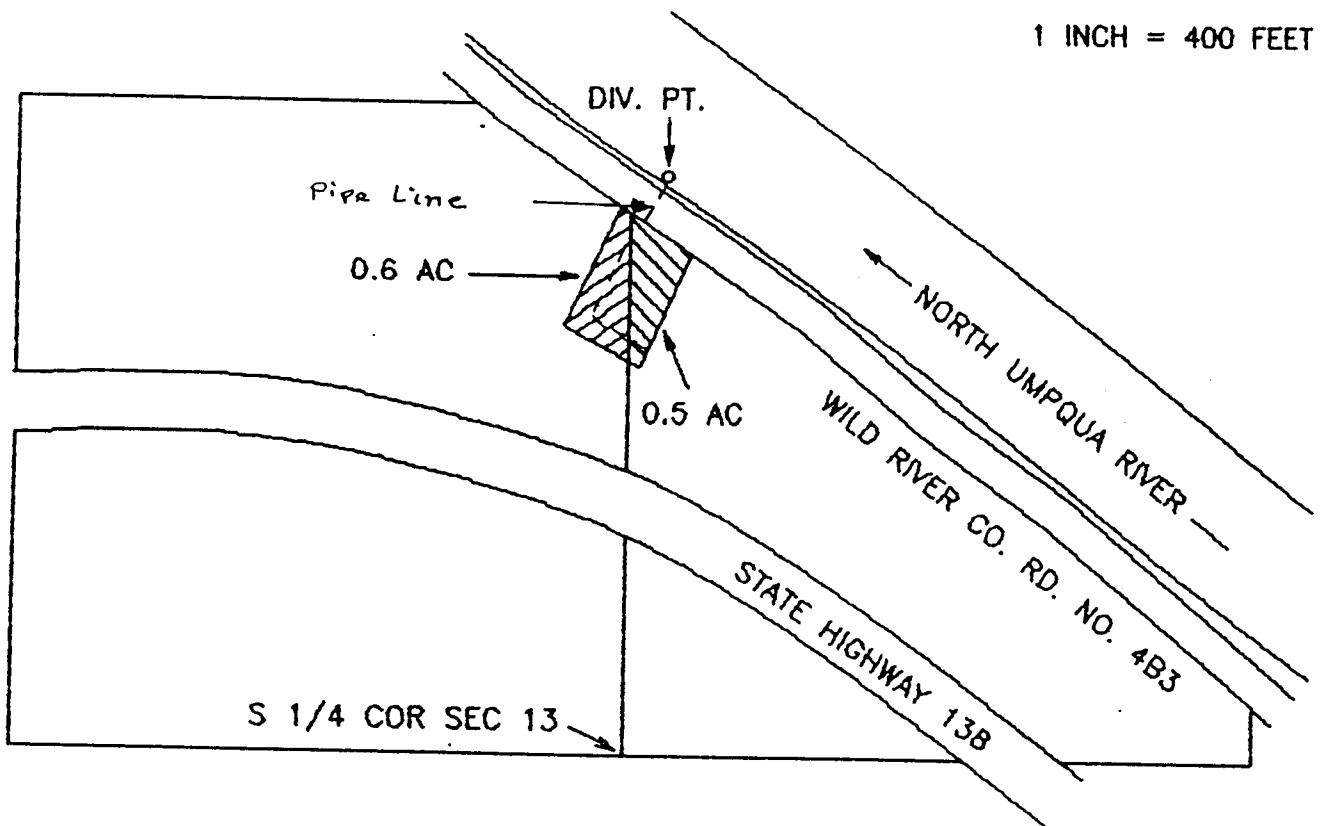 1 INCH = 400 FEET
DIV. PT.
Pipe Line
0.6 AC
0.5 AC
NORTH UMPQUA RIVER
WILD RIVER CO. RD. NO. 4B3
STATE HIGHWAY 138
S 1/4 COR SEC 13